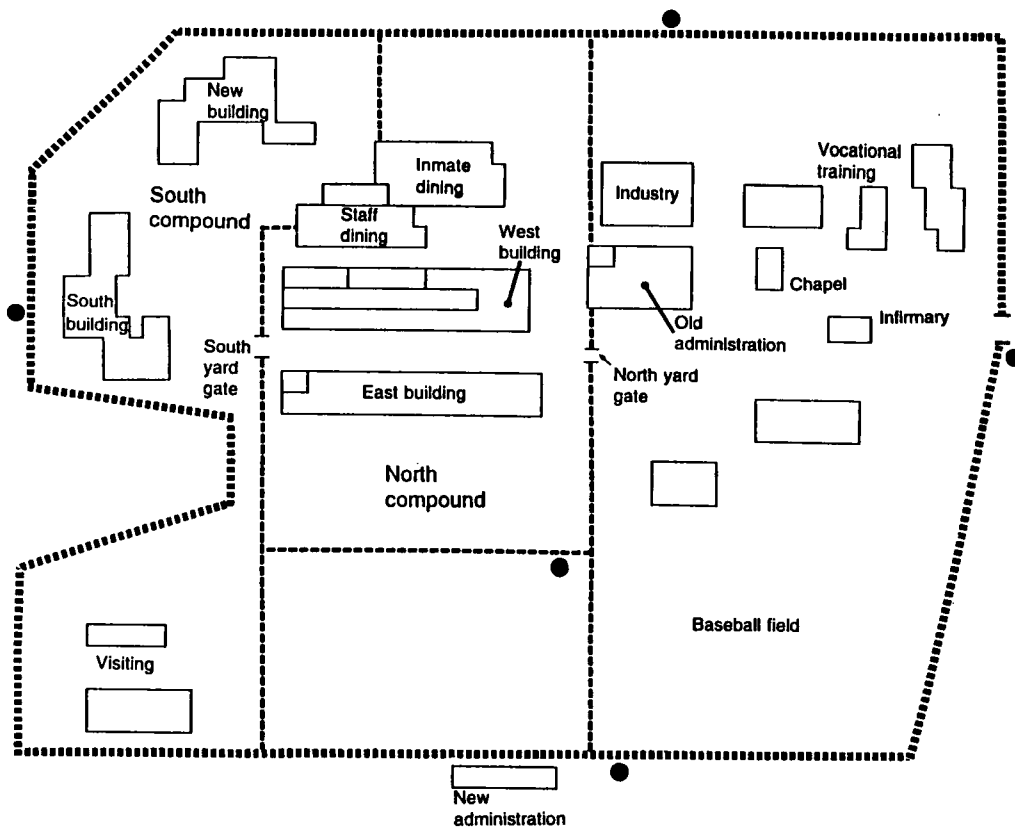 New
building
Inmate
dining
Vocational
training
South
compound
Industry
Staff
dining
West
building
Chapel
South
building
Old
administration
Infirmary
South
yard
gate
North yard
gate
East building
North
compound
Baseball field
Visiting
New
administration